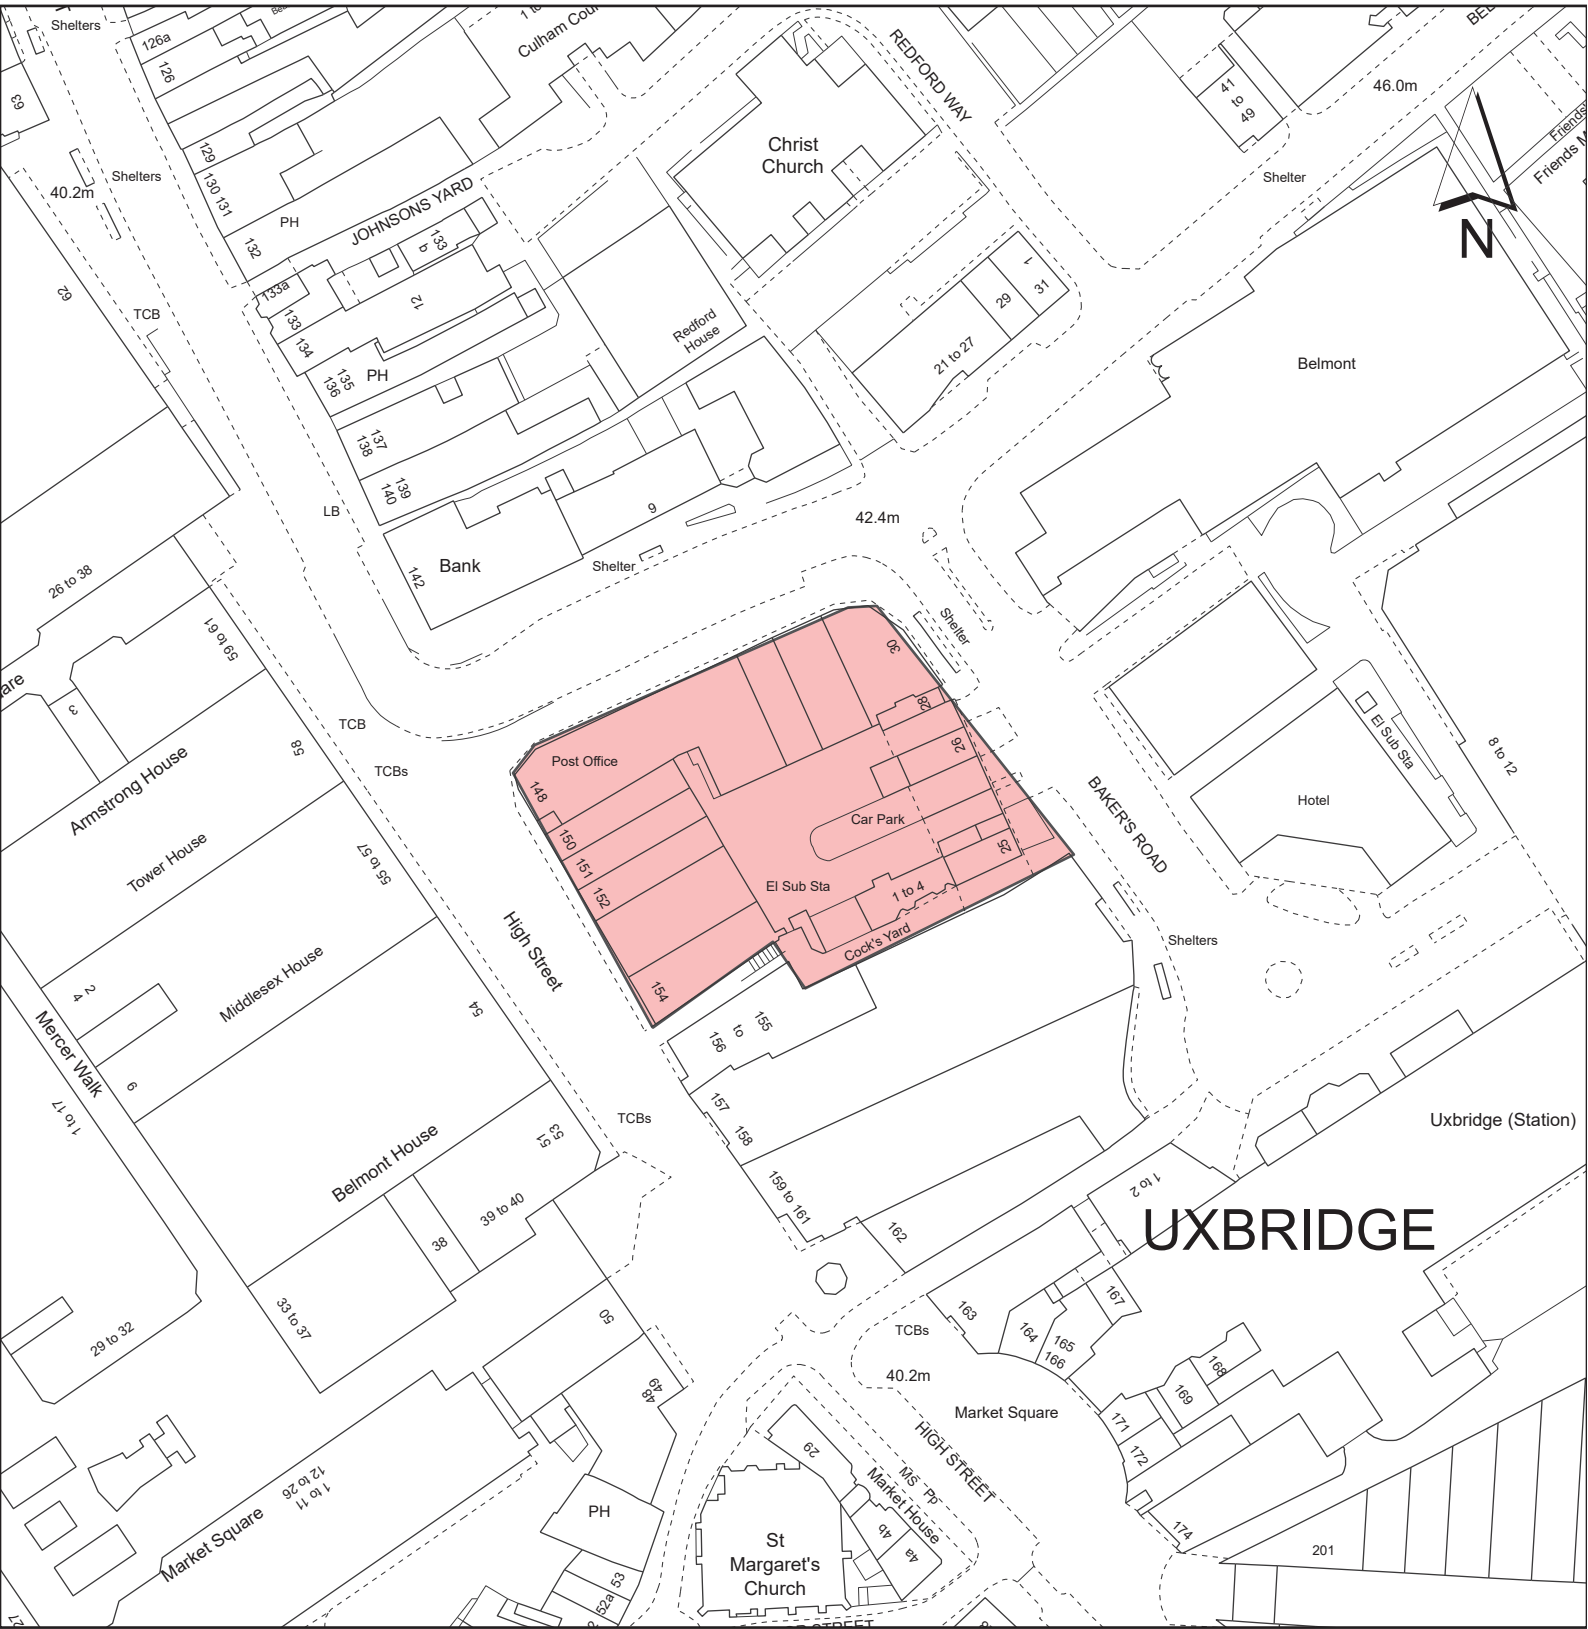 Shelters
126a
126
1 to
Culham Cour
REDFORD WAY
BEL
46.0m
41
to
49
63
Christ
Church
Friends
Friends M
129
130
131
Shelters
40.2m
PH
JOHNSONS YARD
133
b
132
Shelter
N
62
TCB
133a
133
134
12
Redford
House
1
31
29
21 to 27
Belmont
135
136
PH
137
138
139
140
LB
9
42.4m
Bank
142
Shelter
26 to 38
Shelter
59 to 61
30
are
3
58
TCB
TCBs
Post Office
148
28
26
El Sub Sta
8 to 12
Armstrong House
Hotel
BAKER'S ROAD
Car Park
150
151
152
25
Tower House
55 to 57
El Sub Sta
1 to 4
Cock's Yard
Shelters
High Street
Middlesex House
2
4
54
154
155
to
156
Mercer Walk
6
1 to 17
157
158
TCBs
Uxbridge (Station)
53
51
Belmont House
1 to 2
159 to 161
39 to 40
38
162
UXBRIDGE
33 to 37
50
29 to 32
163
167
TCBs
164
165
166
40.2m
49
48
Market Square
168
169
171
172
HIGH STREET
29
MS
Pp
Market House
1 to 11
12 to 26
Market Square
PH
St
Margaret's
Church
4b
4a
174
201
53
52a
27